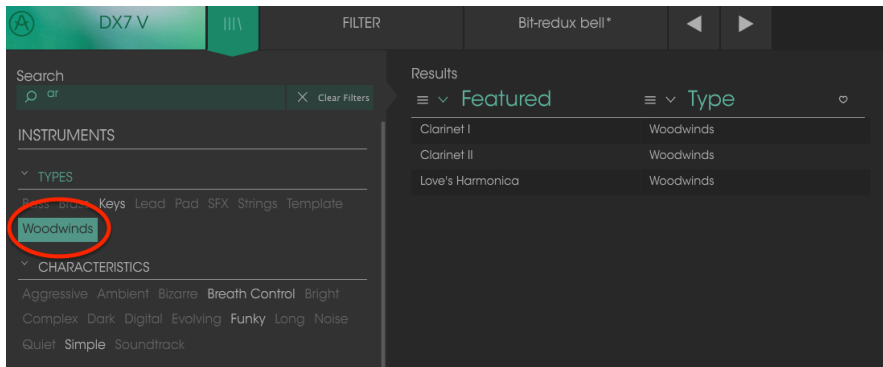 DX7 V
FILTER
Bit-redux bell*
Search
ar
Clear Filters
INSTRUMENTS
TYPES
Bass Brass Keys Lead Pad SFX Strings Template
Woodwinds
CHARACTERISTICS
Aggressive Ambient Bizarre Breath Control Bright
Complex Dark Digital Evolving Funky Long Noise
Quiet Simple Soundtrack
Results
Featured Type
Clarinet I Woodwinds
Clarinet II Woodwinds
Love's Harmonica Woodwinds